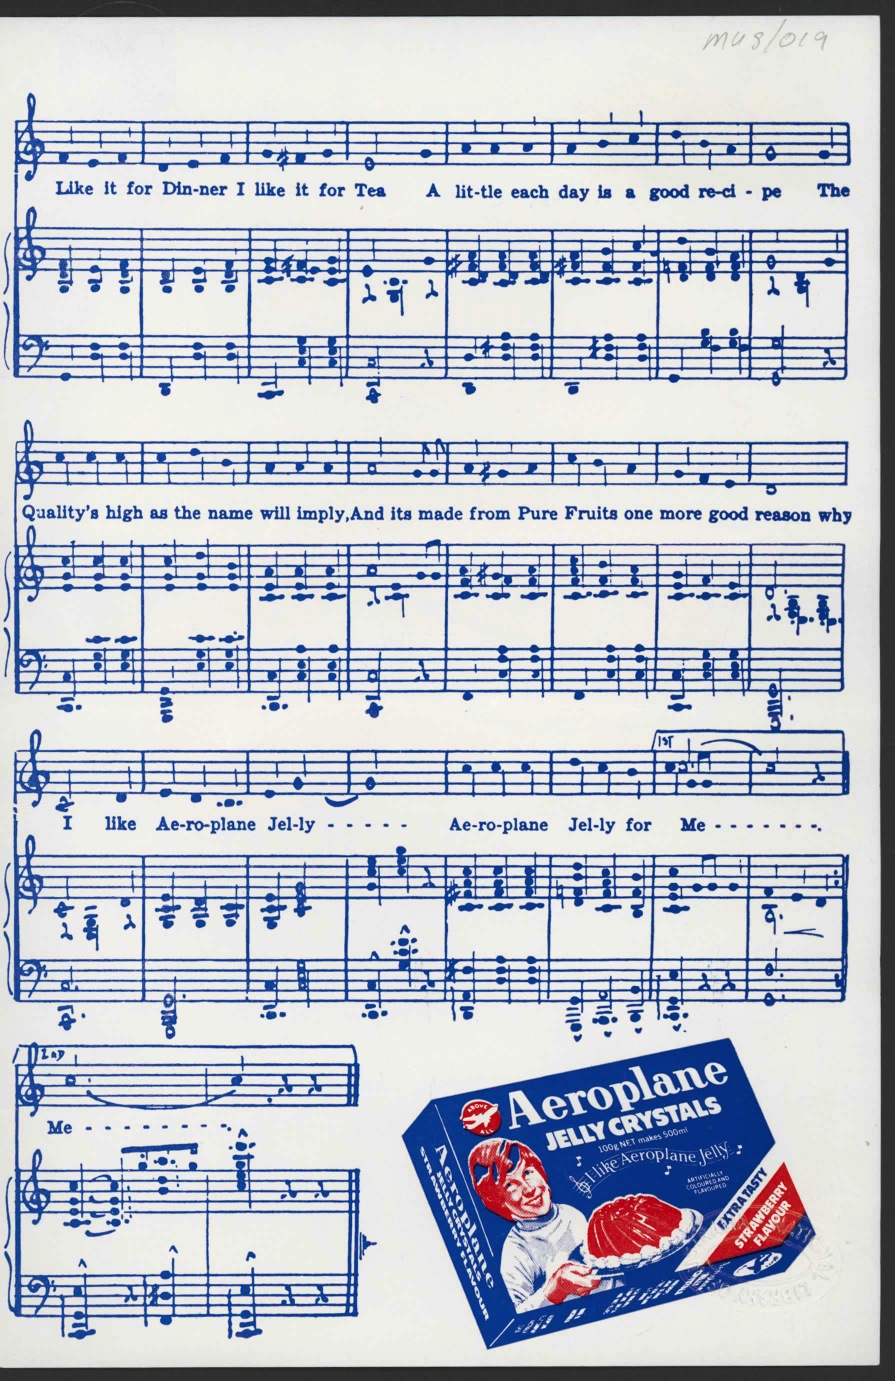 mus/019
Like it for Din-ner I like it for Tea A lit-tle each day is a good re-ci - pe The
Quality's high as the name will imply, And its made from Pure Fruits one more good reason why
1ST
I like Ae-ro-plane Jel-ly - - - - - Ae-ro-plane Jel-ly for Me - - - - - - -.
2ND
Me - - - - - - - - - -
ABOVE ALL
Aeroplane
JELLY CRYSTALS
100g NET makes 500ml
I like Aeroplane Jelly
ARTIFICIALLY
COLOURED AND
FLAVOURED
EXTRA TASTY
STRAWBERRY
FLAVOUR
Aeroplane
STRAWBERRY FLAVOUR